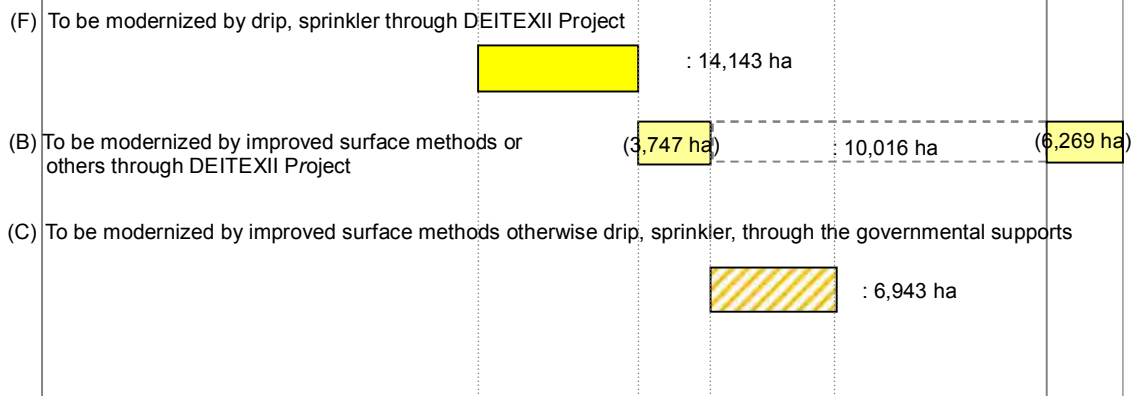 (F) To be modernized by drip, sprinkler through DEITEXII Project
: 14,143 ha
(B) To be modernized by improved surface methods or
others through DEITEXII Project
(3,747 ha)
: 10,016 ha
(6,269 ha)
(C) To be modernized by improved surface methods otherwise drip, sprinkler, through the governmental supports
: 6,943 ha